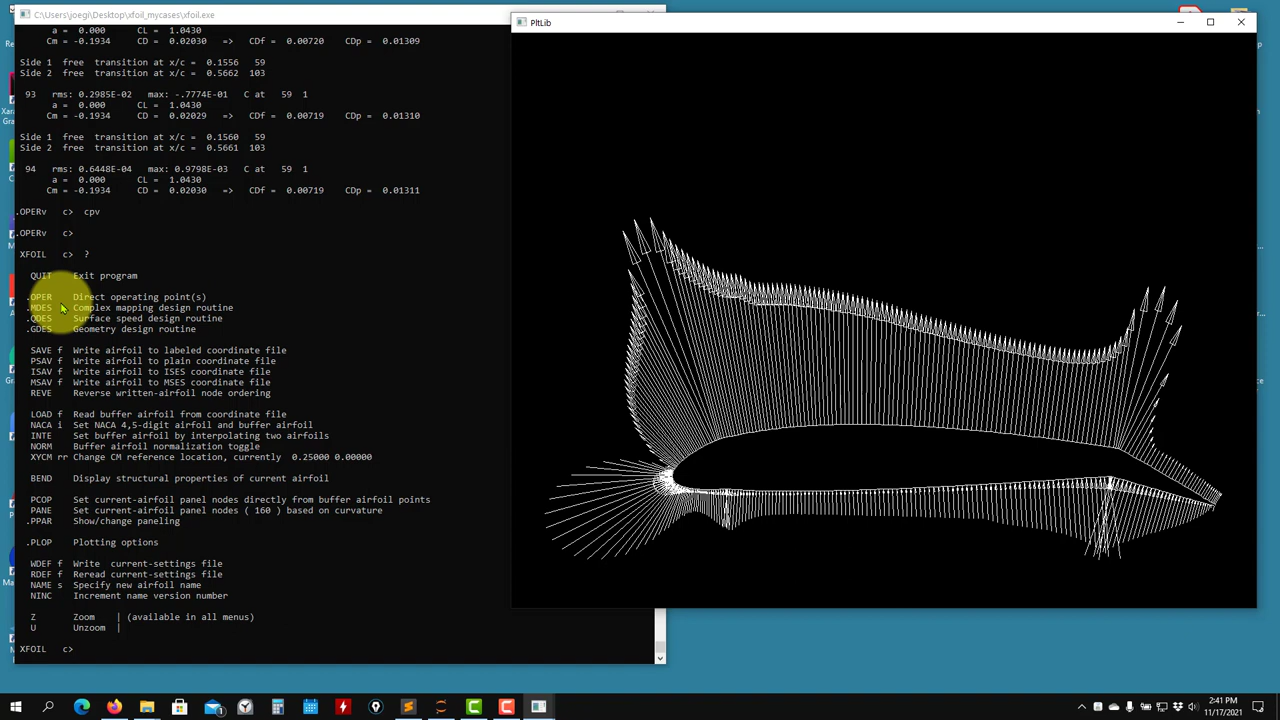 C:\Users\joegi\Desktop\xfoil_mycases\xfoil.exe
a = 0.000 CL = 1.0430
Cm = -0.1934 CD = 0.02030 => CDf = 0.00720 CDp = 0.01309
Side 1 free transition at x/c = 0.1556 59
Side 2 free transition at x/c = 0.5662 103
93 rms: 0.2985E-02 max: -.7774E-01 C at 59 1
a = 0.000 CL = 1.0430
Cm = -0.1934 CD = 0.02029 => CDf = 0.00719 CDp = 0.01310
Side 1 free transition at x/c = 0.1560 59
Side 2 free transition at x/c = 0.5661 103
94 rms: 0.6448E-04 max: 0.9798E-03 C at 59 1
a = 0.000 CL = 1.0430
Cm = -0.1934 CD = 0.02030 => CDf = 0.00719 CDp = 0.01311
.OPERv c> cpv
.OPERv c>
XFOIL c> ?
QUIT Exit program
.OPER Direct operating point(s)
.MDES Complex mapping design routine
.QDES Surface speed design routine
.GDES Geometry design routine
SAVE f Write airfoil to labeled coordinate file
PSAV f Write airfoil to plain coordinate file
ISAV f Write airfoil to ISES coordinate file
MSAV f Write airfoil to MSES coordinate file
REVE Reverse written-airfoil node ordering
LOAD f Read buffer airfoil from coordinate file
NACA i Set NACA 4,5-digit airfoil and buffer airfoil
INTE Set buffer airfoil by interpolating two airfoils
NORM Buffer airfoil normalization toggle
XYCM rr Change CM reference location, currently 0.25000 0.00000
BEND Display structural properties of current airfoil
PCOP Set current-airfoil panel nodes directly from buffer airfoil points
PANE Set current-airfoil panel nodes ( 160 ) based on curvature
.PPAR Show/change paneling
.PLOP Plotting options
WDEF f Write current-settings file
RDEF f Reread current-settings file
NAME s Specify new airfoil name
NINC Increment name version number
Z Zoom | (available in all menus)
U Unzoom |
XFOIL c>
PltLib
2:41 PM
11/17/2021